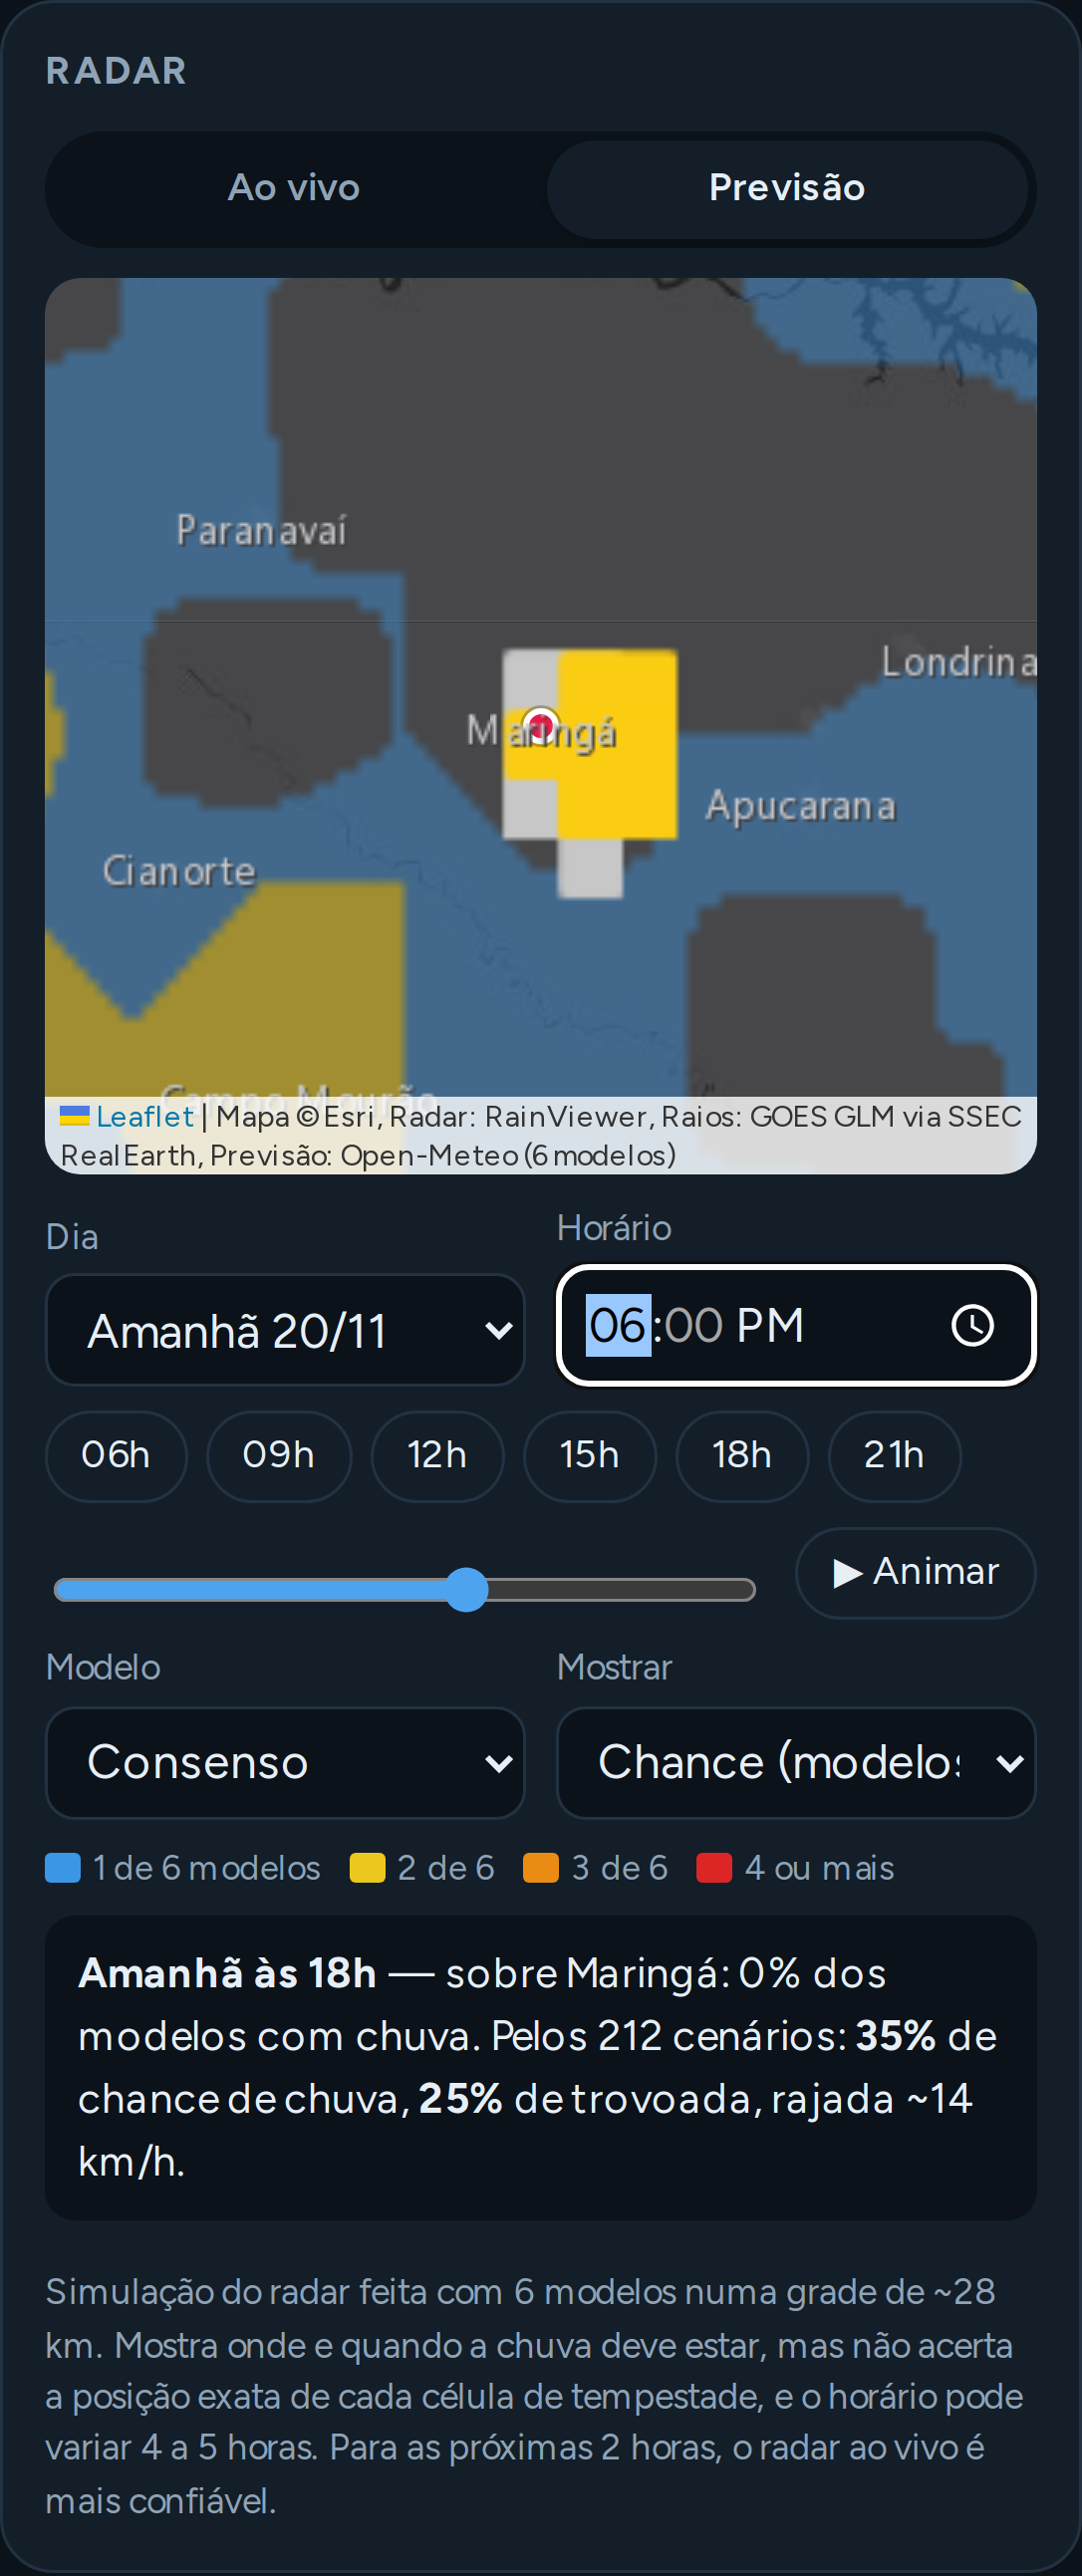 RADAR
Ao vivo
Previsão
Paranavaí
Londrina
Maringá
Apucarana
Cianorte
Campo Mourão
Leaflet | Mapa © Esri, Radar: RainViewer, Raios: GOES GLM via SSEC
RealEarth, Previsão: Open-Meteo (6 modelos)
Dia
Horário
Amanhã 20/11
06:00 PM
06h 09h 12h 15h 18h 21h
▶ Animar
Modelo
Mostrar
Consenso
Chance (modelos
1 de 6 modelos 2 de 6 3 de 6 4 ou mais
Amanhã às 18h — sobre Maringá: 0% dos
modelos com chuva. Pelos 212 cenários: 35% de
chance de chuva, 25% de trovoada, rajada ~14
km/h.
Simulação do radar feita com 6 modelos numa grade de ~28
km. Mostra onde e quando a chuva deve estar, mas não acerta
a posição exata de cada célula de tempestade, e o horário pode
variar 4 a 5 horas. Para as próximas 2 horas, o radar ao vivo é
mais confiável.